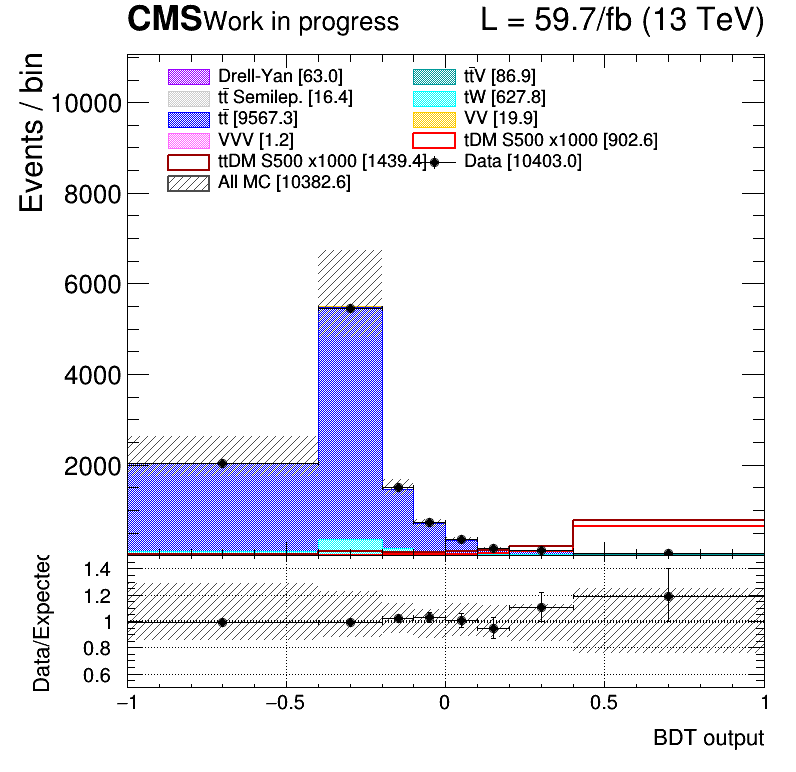 CMS Work in progress L = 59.7/fb (13 TeV)
Events / bin
Drell-Yan [63.0] tt̄V [86.9]
tt̄ Semilep. [16.4] tW [627.8]
tt̄ [9567.3] VV [19.9]
VVV [1.2] tDM S500 x1000 [902.6]
ttDM S500 x1000 [1439.4] Data [10403.0]
All MC [10382.6]
10000
8000
6000
4000
2000
Data/Expected
1.4
1.2
1
0.8
0.6
−1 −0.5 0 0.5 1
BDT output